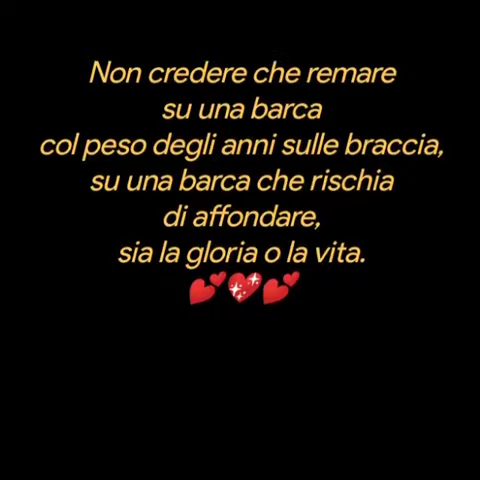 Non credere che remare
su una barca
col peso degli anni sulle braccia,
su una barca che rischia
di affondare,
sia la gloria o la vita.
💕💖💕